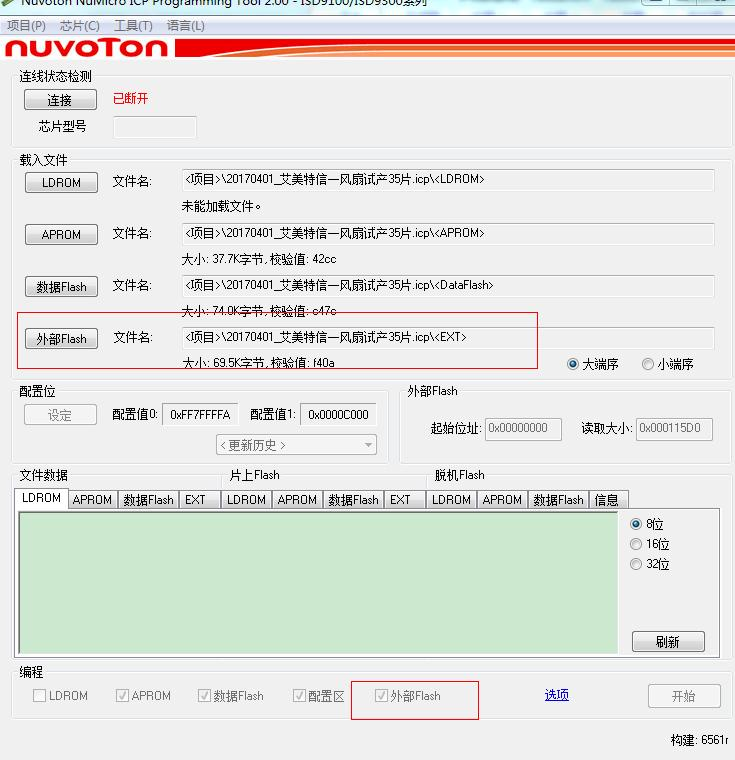 Nuvoton NuMicro ICP Programming Tool 2.00 - ISD9100/ISD9300系列
项目(P) 芯片(C) 工具(T) 语言(L)
nuvoTon
连线状态检测
连接 已断开
芯片型号
载入文件
LDROM 文件名: <项目>\20170401_艾美特信一风扇试产35片.icp\<LDROM>
未能加载文件。
APROM 文件名: <项目>\20170401_艾美特信一风扇试产35片.icp\<APROM>
大小: 37.7K字节, 校验值: 42cc
数据Flash 文件名: <项目>\20170401_艾美特信一风扇试产35片.icp\<DataFlash>
大小: 74.0K字节, 校验值: c47c
外部Flash 文件名: <项目>\20170401_艾美特信一风扇试产35片.icp\<EXT>
大小: 69.5K字节, 校验值: f40a 大端序 小端序
配置位 外部Flash
设定 配置值0: 0xFF7FFFFA 配置值1: 0x0000C000
起始位址: 0x00000000 读取大小: 0x000115D0
<更新历史>
文件数据 片上Flash 脱机Flash
LDROM APROM 数据Flash EXT LDROM APROM 数据Flash EXT LDROM APROM 数据Flash 信息
8位
16位
32位
刷新
编程
LDROM APROM 数据Flash 配置区 外部Flash 选项 开始
构建: 6561r